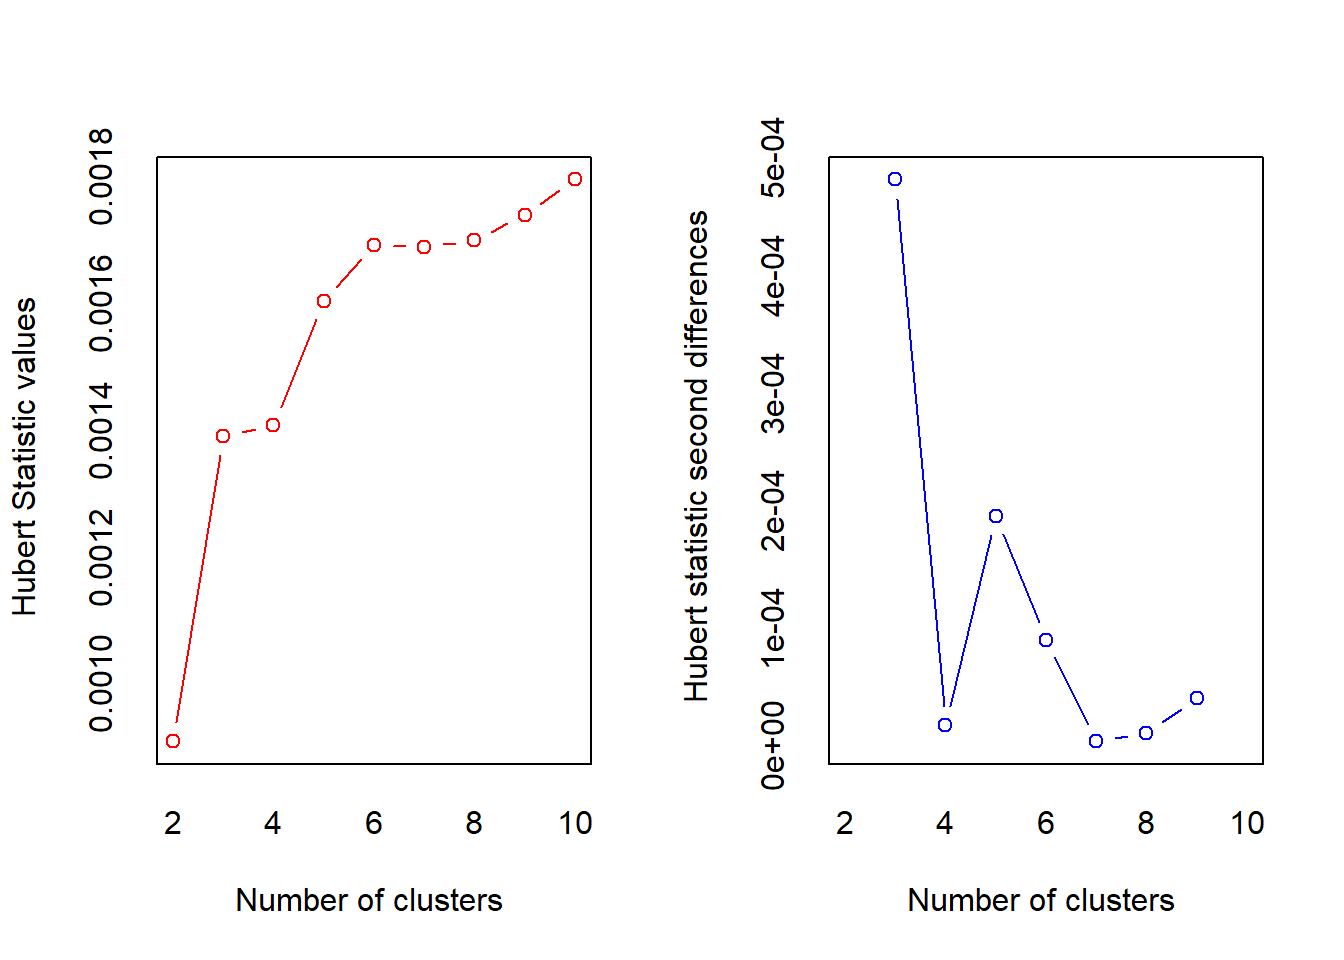 Hubert Statistic values
0.0018
0.0016
0.0014
0.0012
0.0010
2 4 6 8 10
Number of clusters
Hubert statistic second differences
5e-04
4e-04
3e-04
2e-04
1e-04
0e+00
2 4 6 8 10
Number of clusters